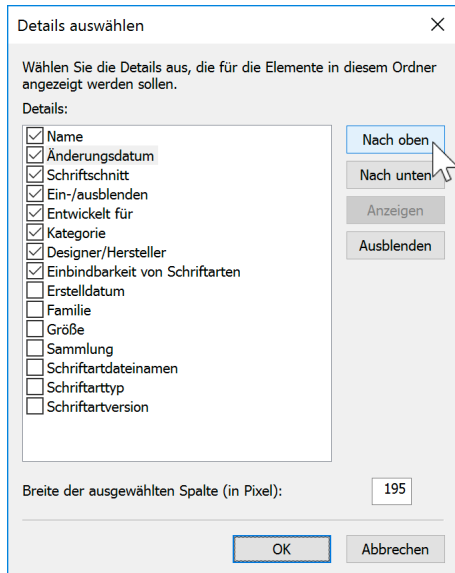 Details auswählen
Wählen Sie die Details aus, die für die Elemente in diesem Ordner
angezeigt werden sollen.
Details:
Name
Änderungsdatum
Schriftschnitt
Ein-/ausblenden
Entwickelt für
Kategorie
Designer/Hersteller
Einbindbarkeit von Schriftarten
Erstelldatum
Familie
Größe
Sammlung
Schriftartdateinamen
Schriftarttyp
Schriftartversion
Nach oben
Nach unten
Anzeigen
Ausblenden
Breite der ausgewählten Spalte (in Pixel): 195
OK Abbrechen